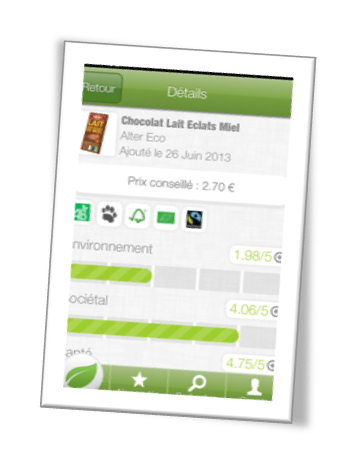 Retour
Détails
Chocolat Lait Eclats Miel
Alter Eco
Ajouté le 26 Juin 2013
Prix conseillé : 2.70 €
nvironnement
1.98/5
ociétal
4.06/5
anté
4.75/5